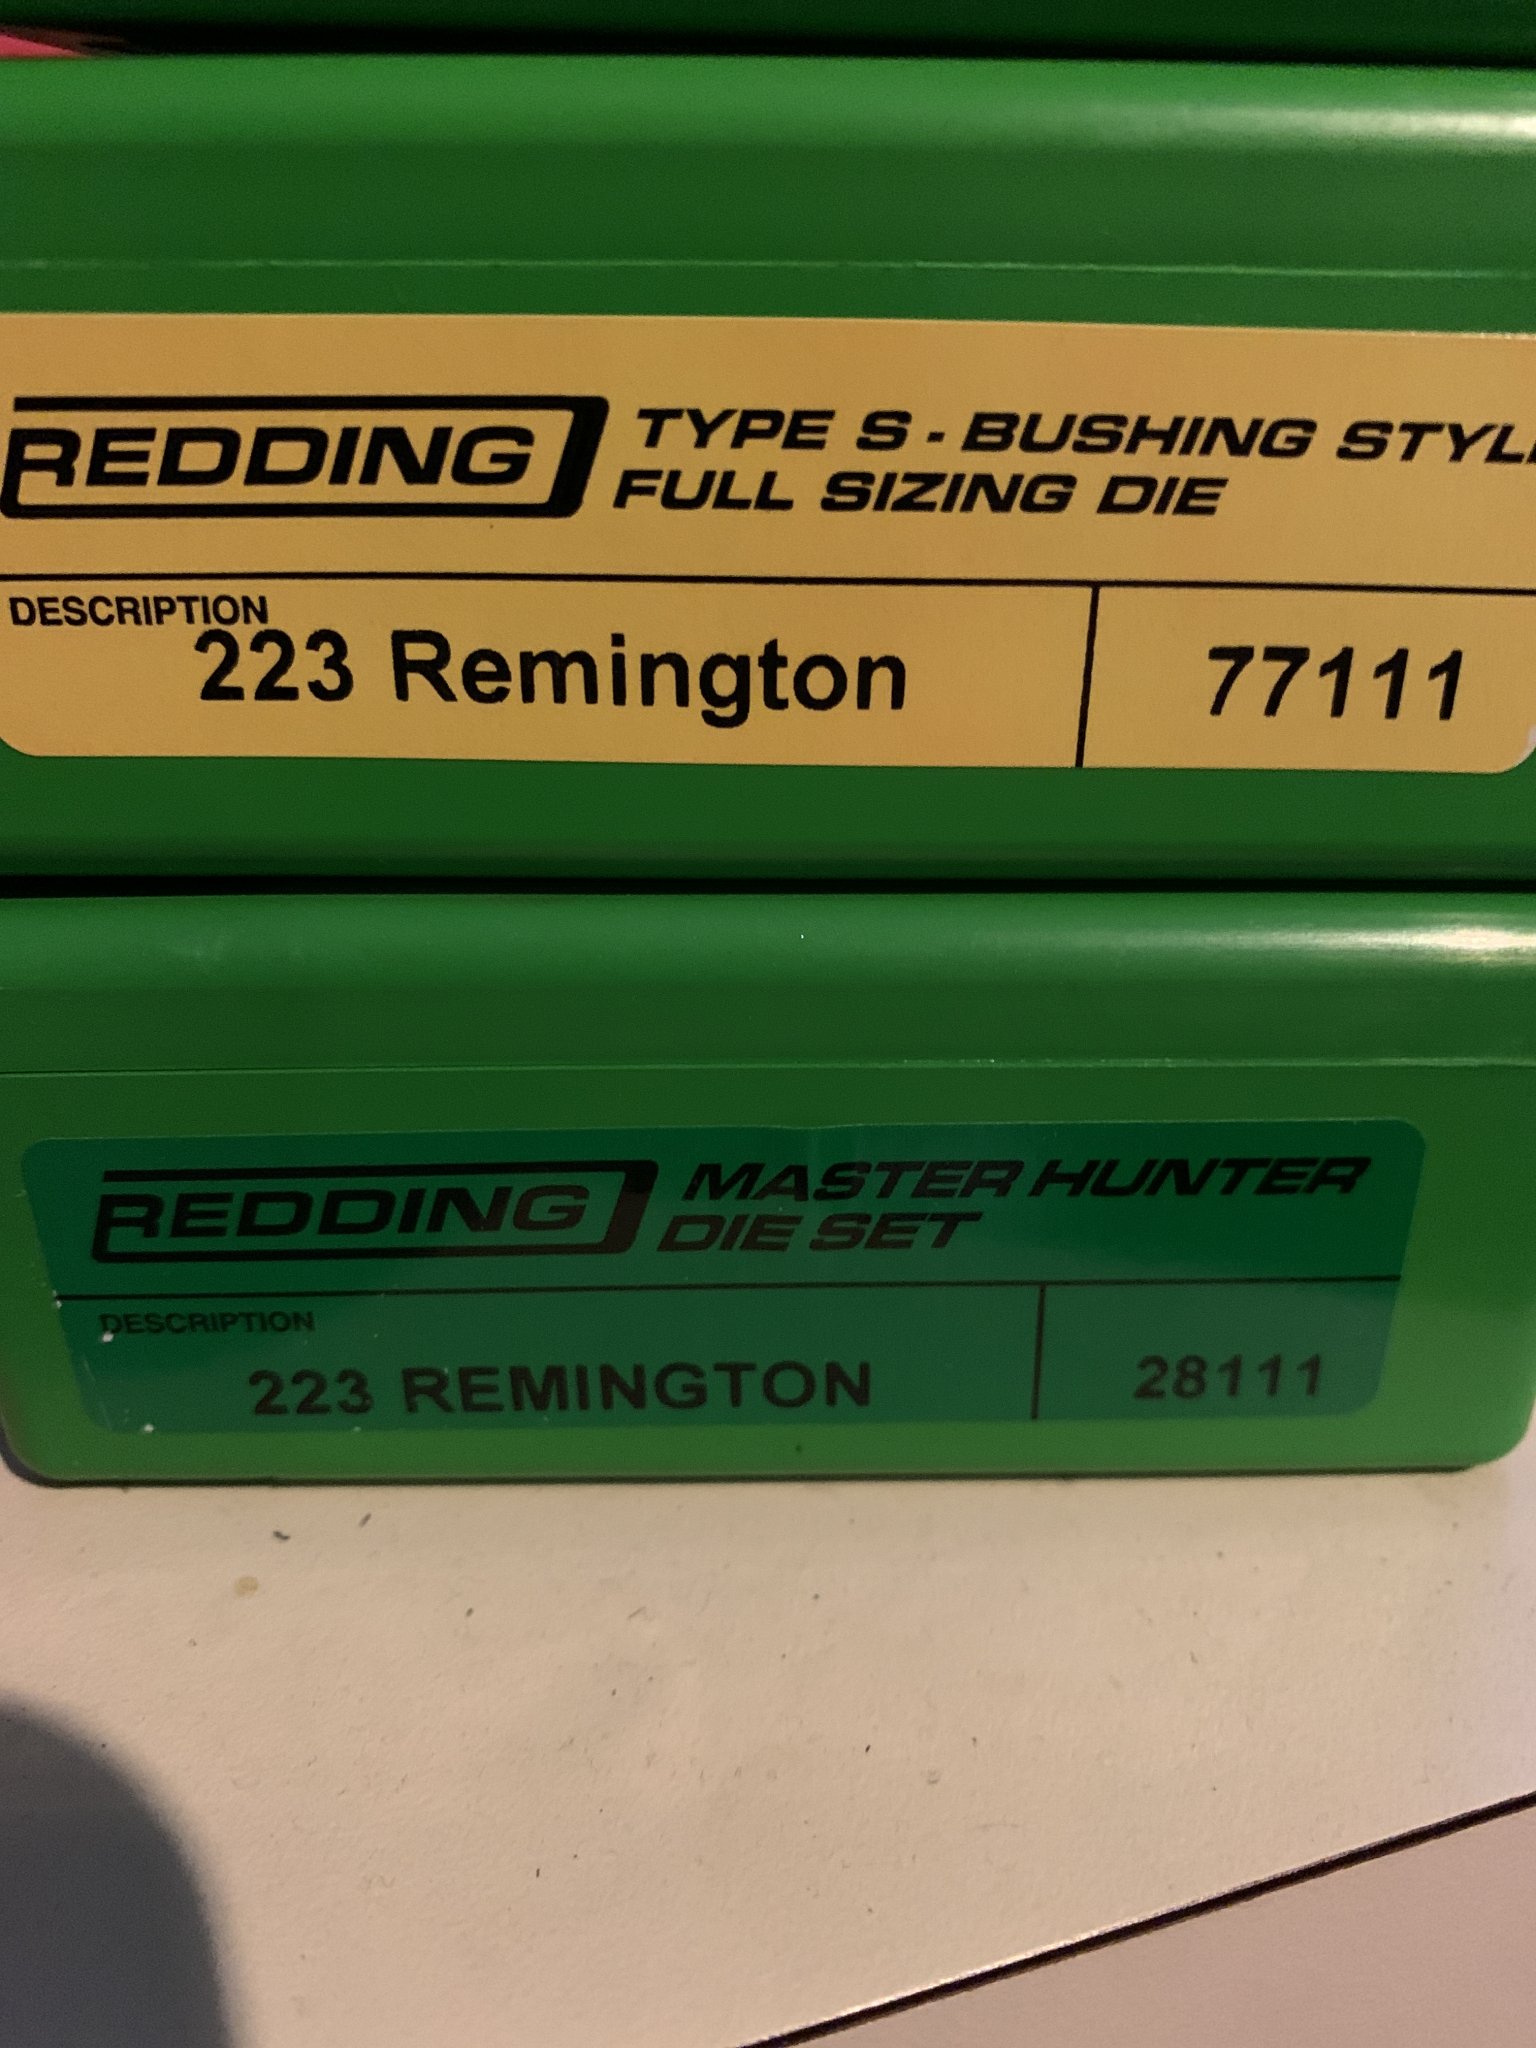 REDDING
TYPE S - BUSHING STYL
FULL SIZING DIE
DESCRIPTION
223 Remington
77111
REDDING
MASTER HUNTER
DIE SET
DESCRIPTION
223 REMINGTON
28111